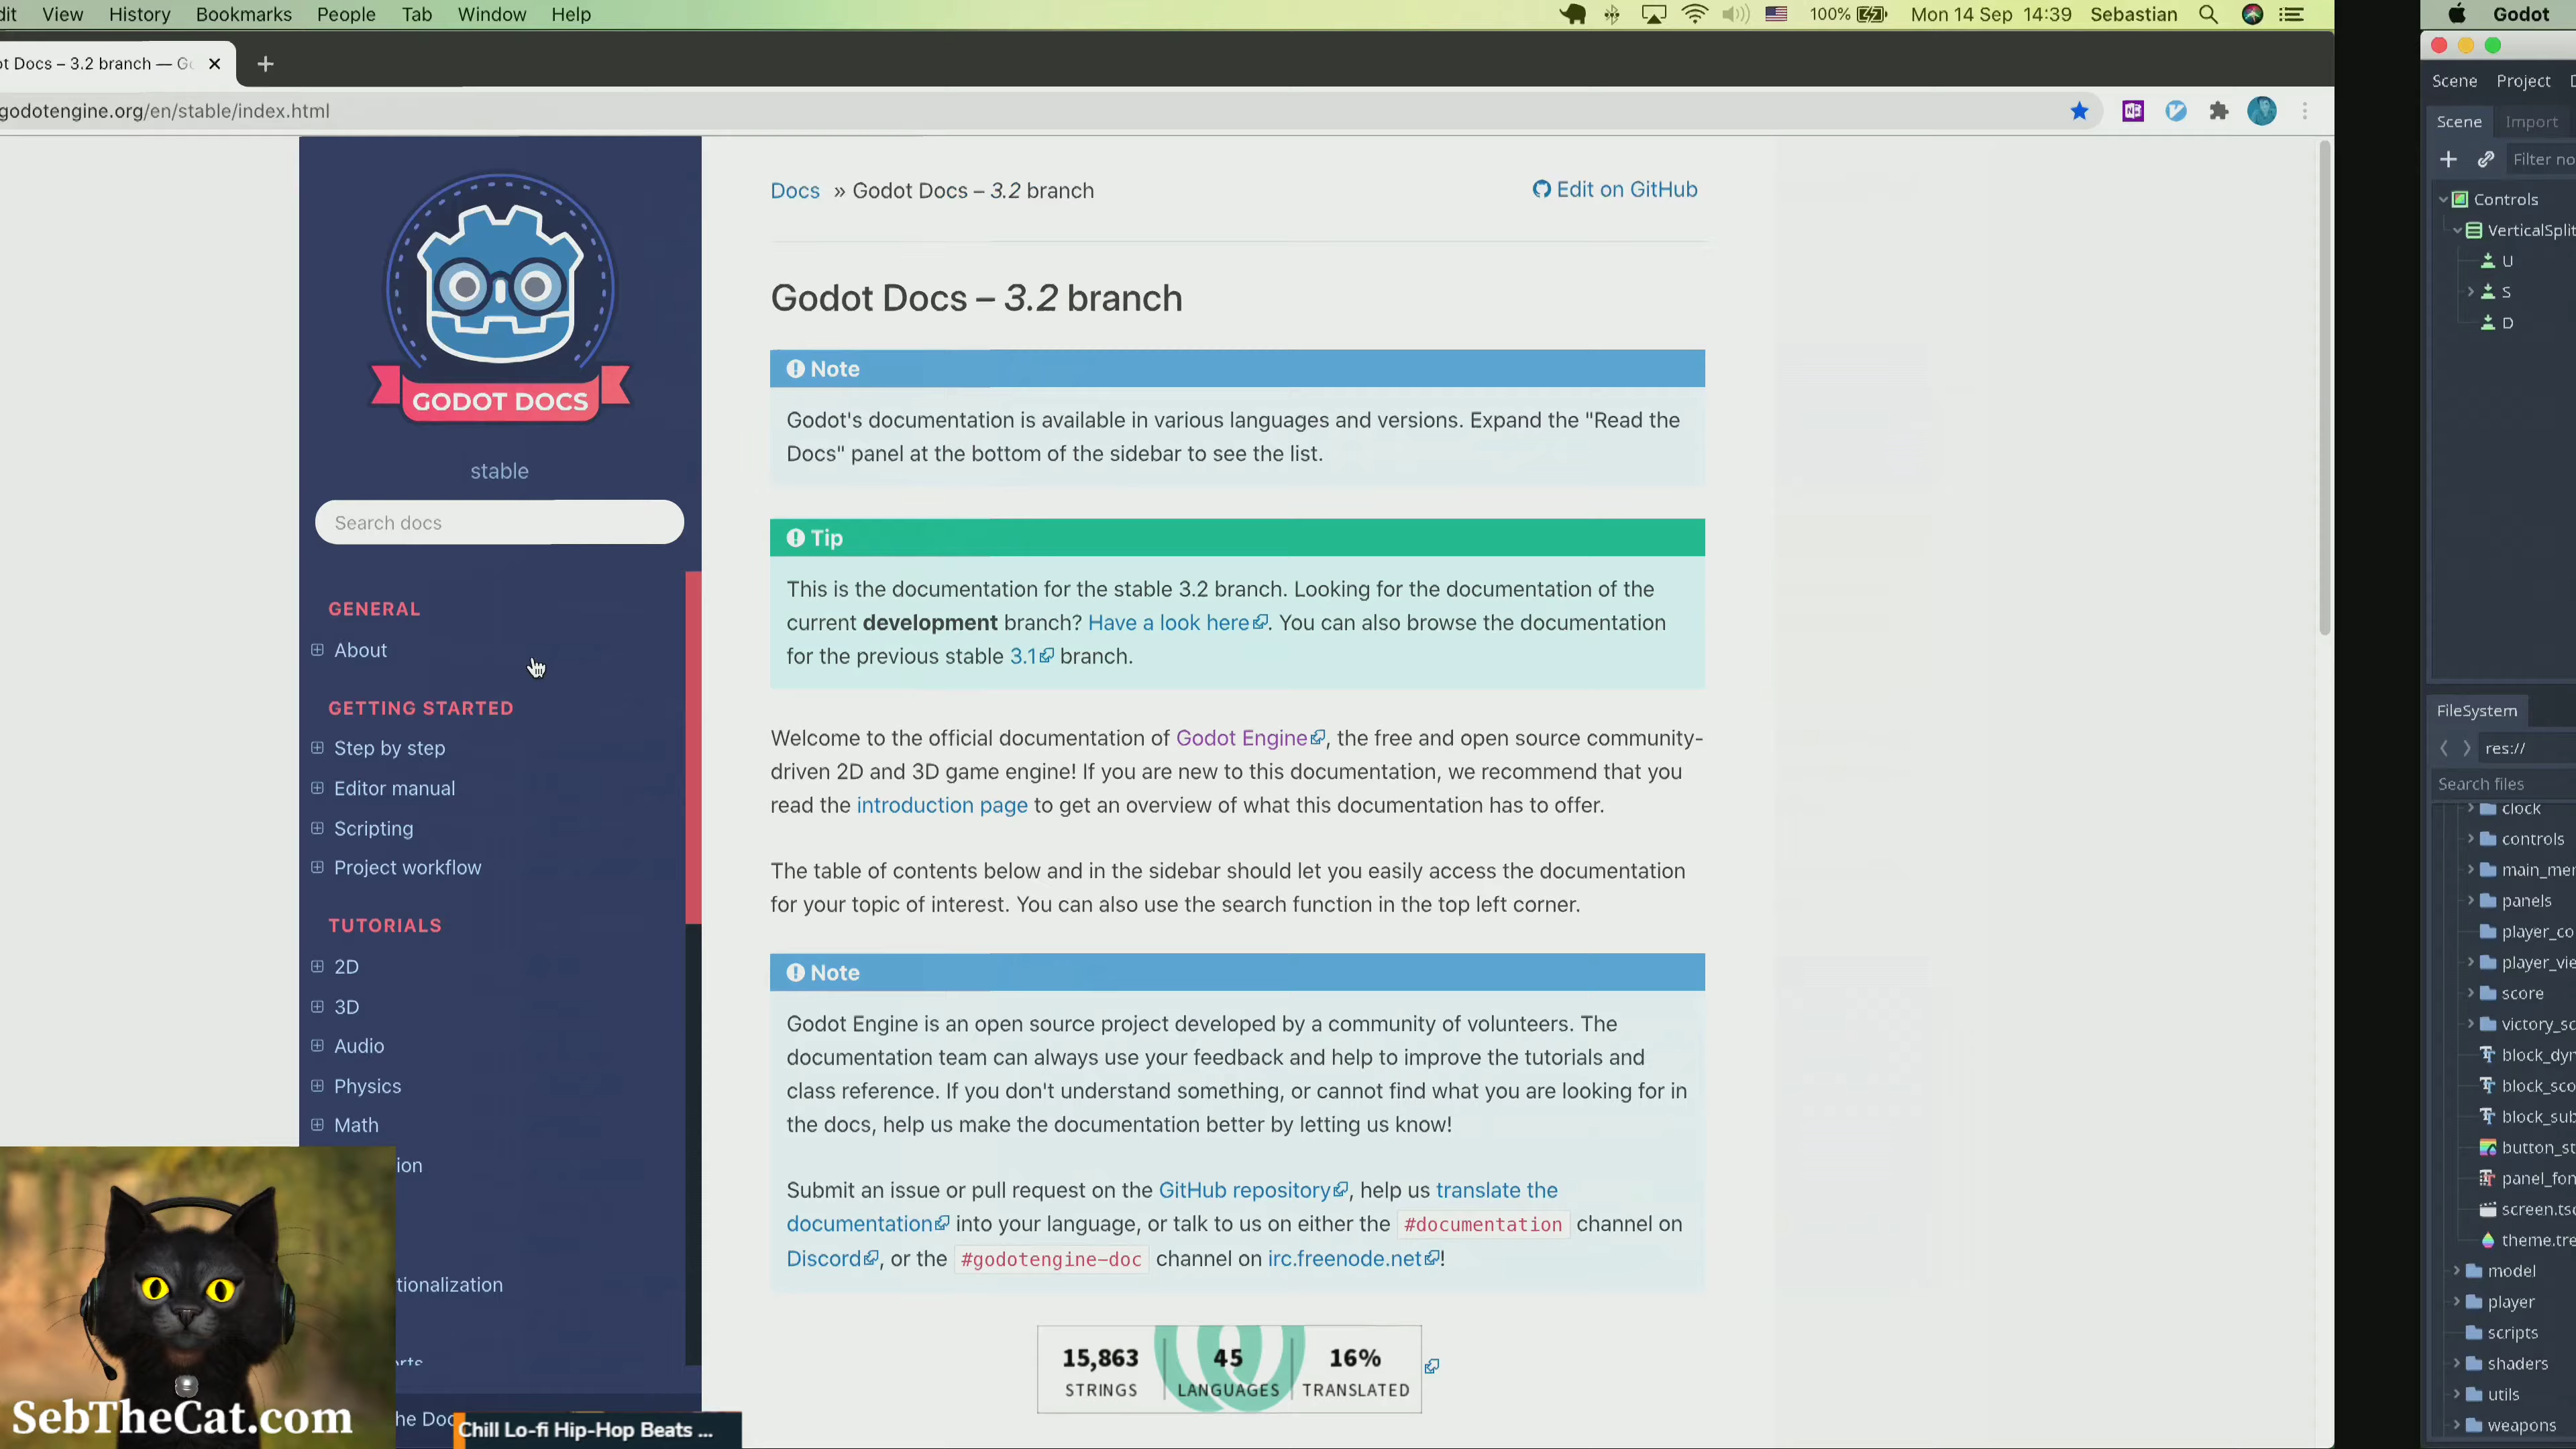 View History Bookmarks People Tab Window Help
100% Mon 14 Sep 14:39 Sebastian
t Docs – 3.2 branch —
godotengine.org/en/stable/index.html
GODOT DOCS
stable
Search docs
GENERAL
About
GETTING STARTED
Step by step
Editor manual
Scripting
Project workflow
TUTORIALS
2D
3D
Audio
Physics
Math
ion
tionalization
he Doc
SebTheCat.com
Chill Lo-fi Hip-Hop Beats ...
Docs » Godot Docs – 3.2 branch
Edit on GitHub
Godot Docs – 3.2 branch
Note
Godot's documentation is available in various languages and versions. Expand the "Read the
Docs" panel at the bottom of the sidebar to see the list.
Tip
This is the documentation for the stable 3.2 branch. Looking for the documentation of the
current development branch? Have a look here. You can also browse the documentation
for the previous stable 3.1 branch.
Welcome to the official documentation of Godot Engine, the free and open source community-
driven 2D and 3D game engine! If you are new to this documentation, we recommend that you
read the introduction page to get an overview of what this documentation has to offer.
The table of contents below and in the sidebar should let you easily access the documentation
for your topic of interest. You can also use the search function in the top left corner.
Note
Godot Engine is an open source project developed by a community of volunteers. The
documentation team can always use your feedback and help to improve the tutorials and
class reference. If you don't understand something, or cannot find what you are looking for in
the docs, help us make the documentation better by letting us know!
Submit an issue or pull request on the GitHub repository, help us translate the
documentation into your language, or talk to us on either the #documentation channel on
Discord, or the #godotengine-doc channel on irc.freenode.net!
15,863 45 16%
STRINGS LANGUAGES TRANSLATED
Godot
Scene Project
Scene Import
Filter no
Controls
VerticalSplit
U
S
D
FileSystem
res://
Search files
clock
controls
main_me
panels
player_co
player_vie
score
victory_sc
block_dyn
block_sco
block_sub
button_st
panel_fon
screen.tsc
theme.tre
model
player
scripts
shaders
utils
weapons